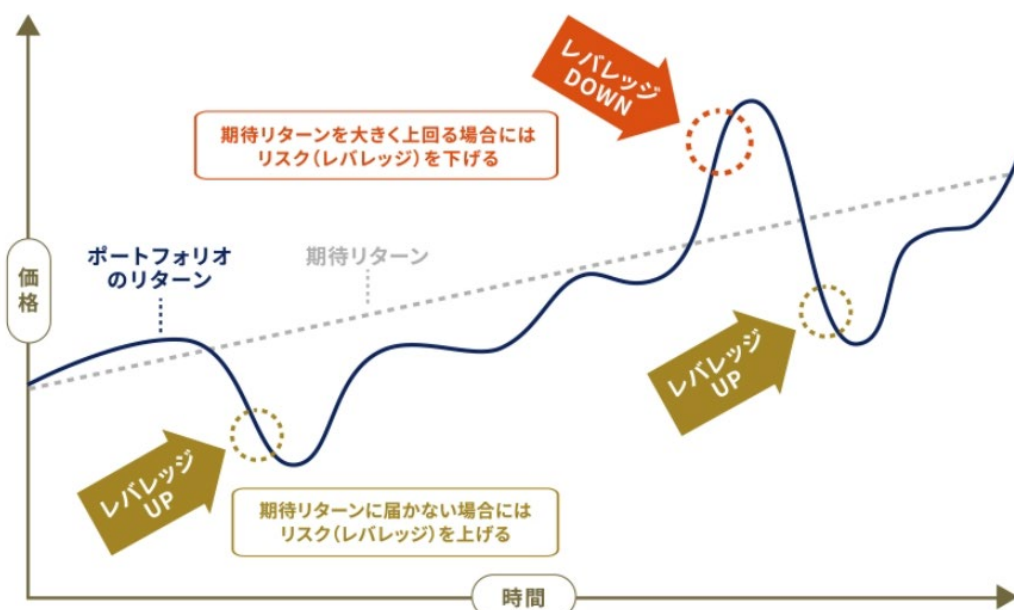 レバレッジ
DOWN
期待リターンを大きく上回る場合には
リスク(レバレッジ)を下げる
価格
ポートフォリオ
のリターン
期待リターン
レバレッジ
UP
レバレッジ
UP
期待リターンに届かない場合には
リスク(レバレッジ)を上げる
時間